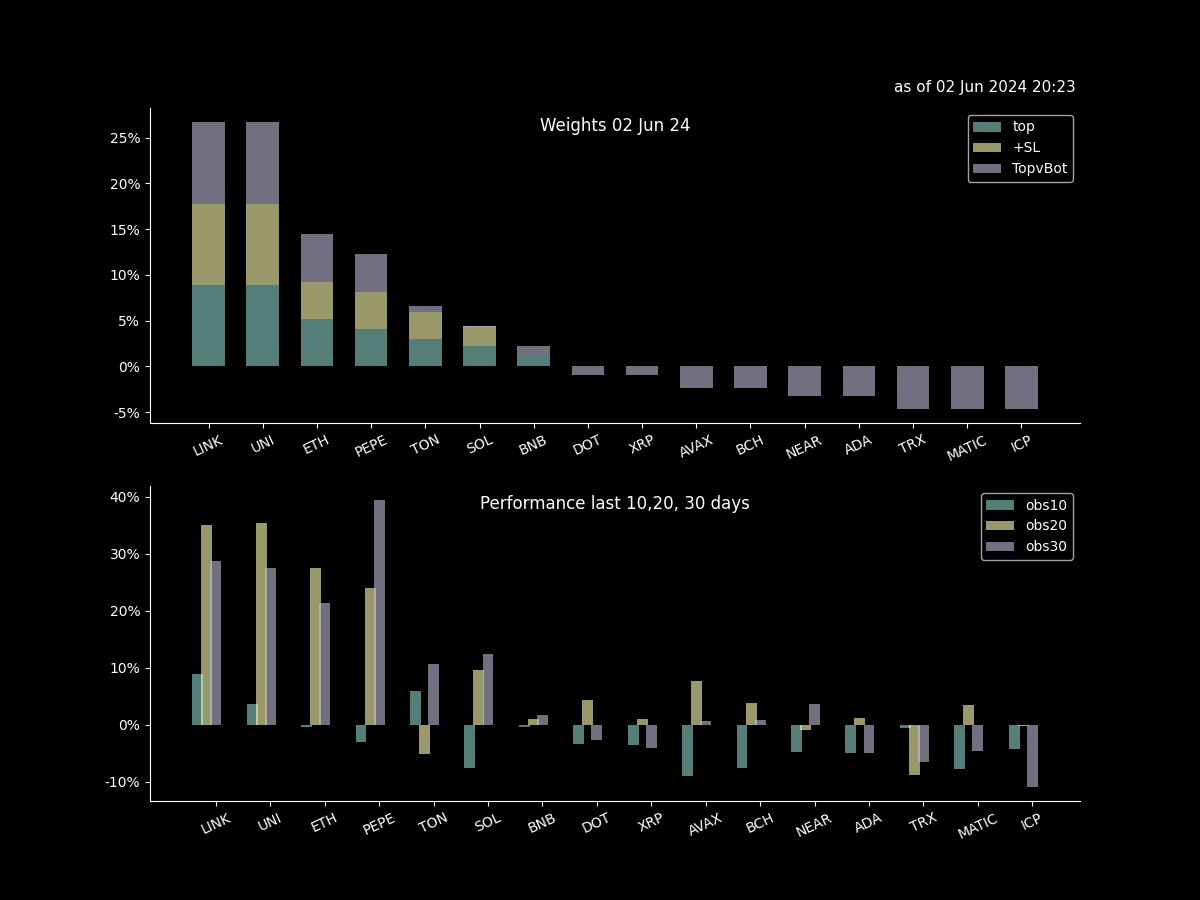 as of 02 Jun 2024 20:23
Weights 02 Jun 24
top
+SL
TopvBot
25%
20%
15%
10%
5%
0%
-5%
LINK UNI ETH PEPE TON SOL BNB DOT XRP AVAX BCH NEAR ADA TRX MATIC ICP
Performance last 10,20, 30 days
obs10
obs20
obs30
40%
30%
20%
10%
0%
-10%
LINK UNI ETH PEPE TON SOL BNB DOT XRP AVAX BCH NEAR ADA TRX MATIC ICP